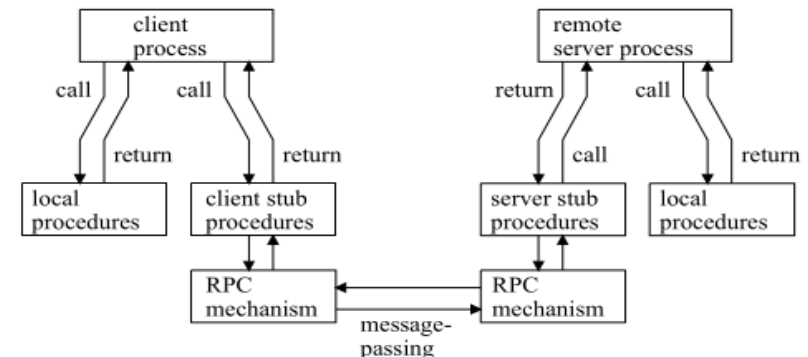 client
process
remote
server process
call
call
return
call
return
return
call
return
local
procedures
client stub
procedures
server stub
procedures
local
procedures
RPC
mechanism
RPC
mechanism
message-
passing